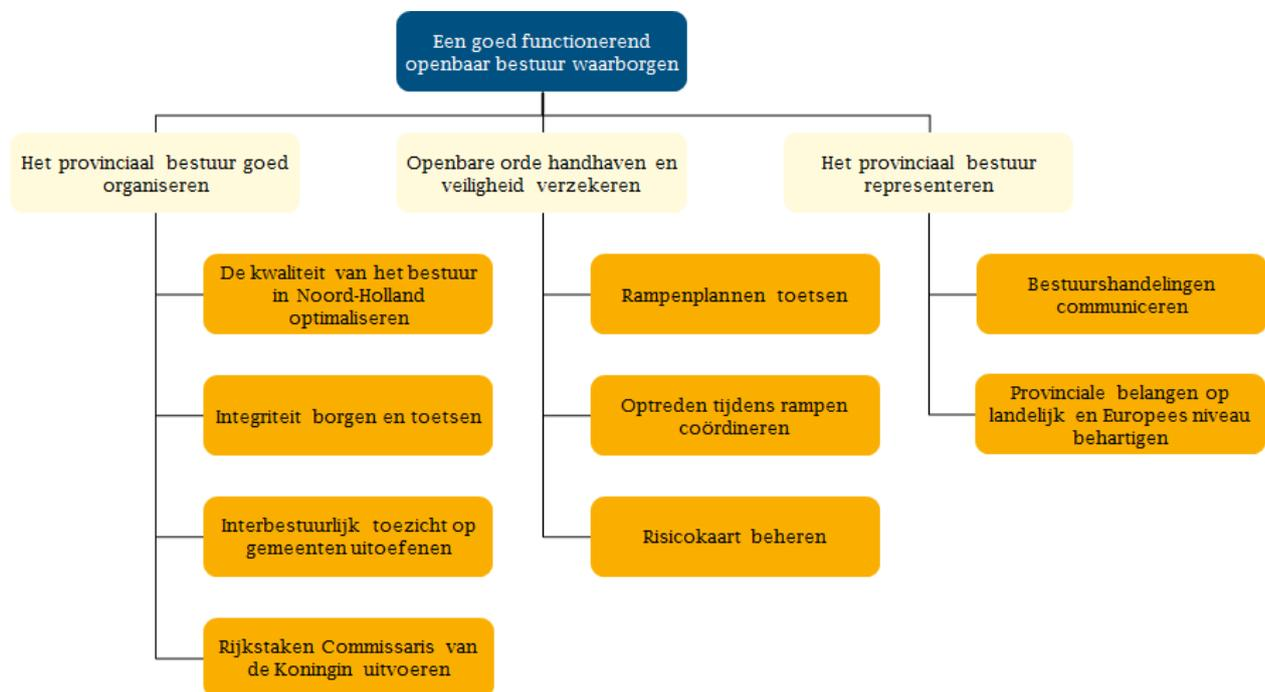 Een goed functionerend
openbaar bestuur waarborgen
Het provinciaal bestuur goed
organiseren
Openbare orde handhaven en
veiligheid verzekeren
Het provinciaal bestuur
representeren
De kwaliteit van het bestuur
in Noord-Holland
optimaliseren
Integriteit borgen en toetsen
Interbestuurlijk toezicht op
gemeenten uitoefenen
Rijkstaken Commissaris van
de Koningin uitvoeren
Rampenplannen toetsen
Optreden tijdens rampen
coördineren
Risicokaart beheren
Bestuurshandelingen
communiceren
Provinciale belangen op
landelijk en Europees niveau
behartigen